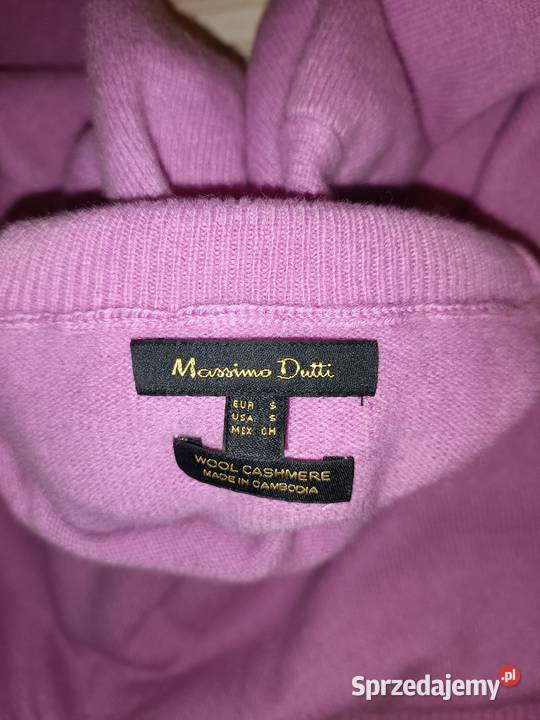 Massimo Dutti
EUR S
USA S
MEX CH
WOOL CASHMERE
MADE IN CAMBODIA
Sprzedajemy.pl